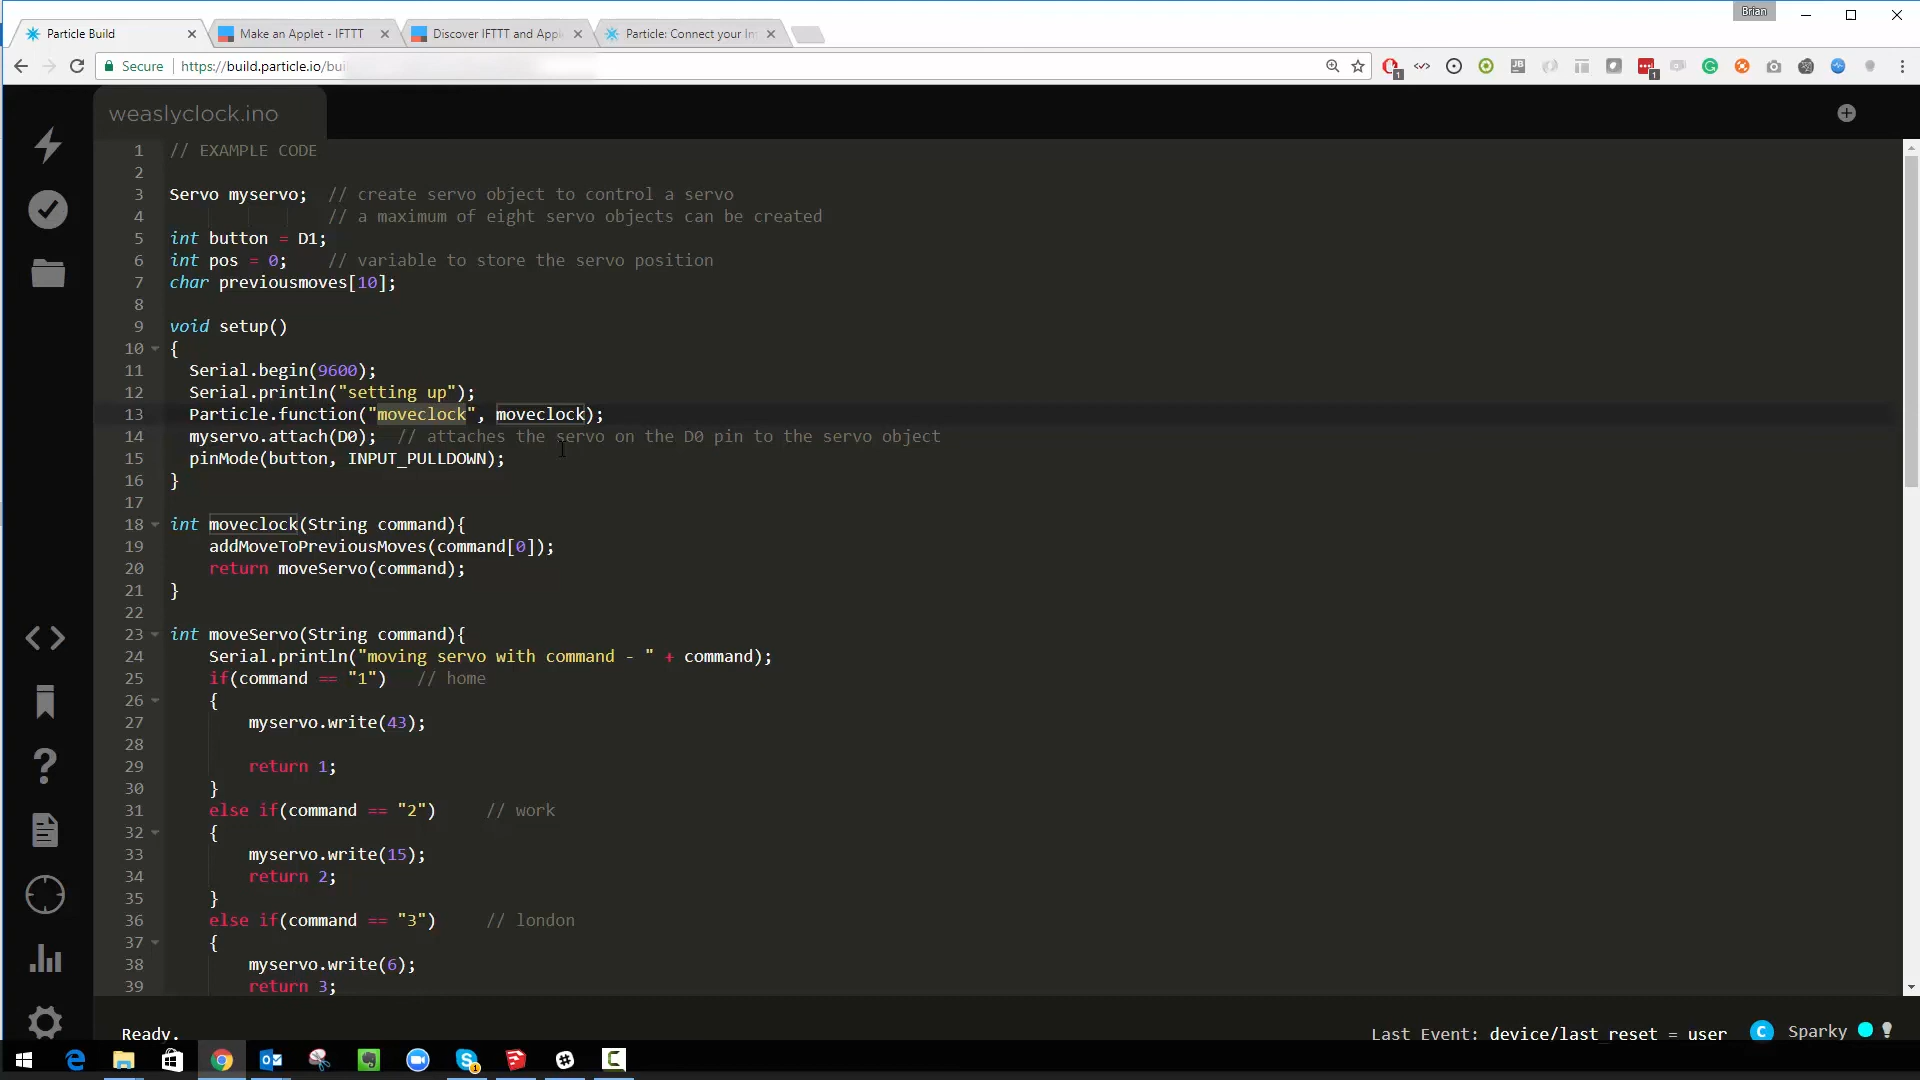 Brian
Particle Build
Make an Applet - IFTTT
Discover IFTTT and Appl
Particle: Connect your In
Secure
https://build.particle.io/buil
weaslyclock.ino
1 // EXAMPLE CODE
2
3 Servo myservo; // create servo object to control a servo
4 // a maximum of eight servo objects can be created
5 int button = D1;
6 int pos = 0; // variable to store the servo position
7 char previousmoves[10];
8
9 void setup()
10 {
11 Serial.begin(9600);
12 Serial.println("setting up");
13 Particle.function("moveclock", moveclock);
14 myservo.attach(D0); // attaches the servo on the D0 pin to the servo object
15 pinMode(button, INPUT_PULLDOWN);
16 }
17
18 int moveclock(String command){
19 addMoveToPreviousMoves(command[0]);
20 return moveServo(command);
21 }
22
23 int moveServo(String command){
24 Serial.println("moving servo with command - " + command);
25 if(command == "1") // home
26 {
27 myservo.write(43);
28
29 return 1;
30 }
31 else if(command == "2") // work
32 {
33 myservo.write(15);
34 return 2;
35 }
36 else if(command == "3") // london
37 {
38 myservo.write(6);
39 return 3;
Ready.
Last Event: device/last_reset = user
C Sparky